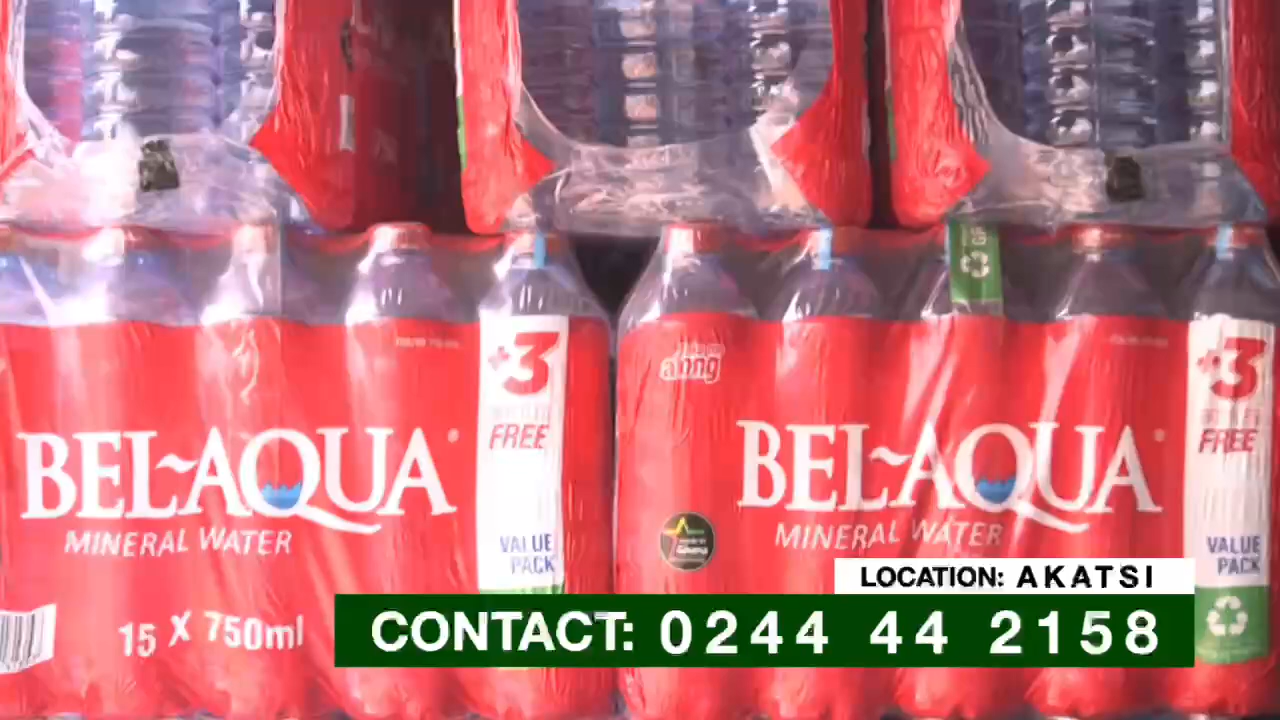 +3
FREE
BEL~AQUA
MINERAL WATER
VALUE
PACK
15 X 750ml
along
BEL~AQUA
MINERAL WATER
+3
FREE
VALUE
PACK
LOCATION: AKATSI
CONTACT: 0244 44 2158